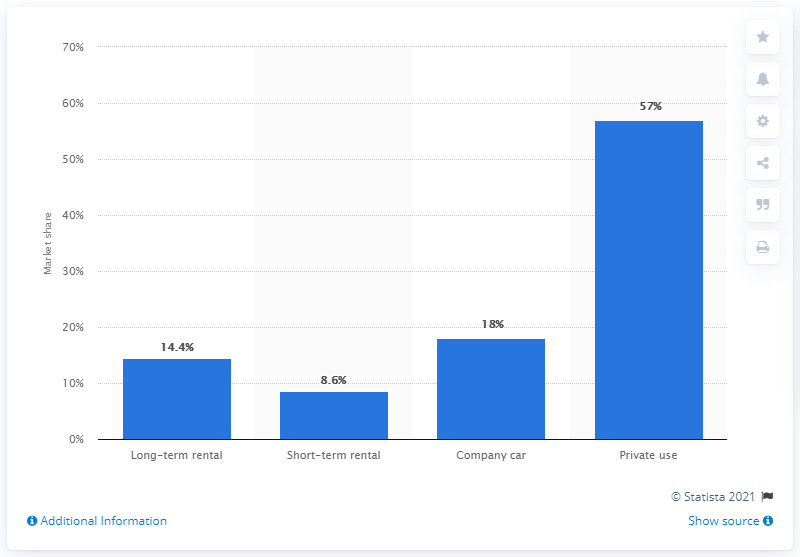 70%
60%
50%
40%
30%
20%
10%
0%
Market share
14.4%
8.6%
18%
57%
Long-term rental
Short-term rental
Company car
Private use
© Statista 2021
Additional Information
Show source